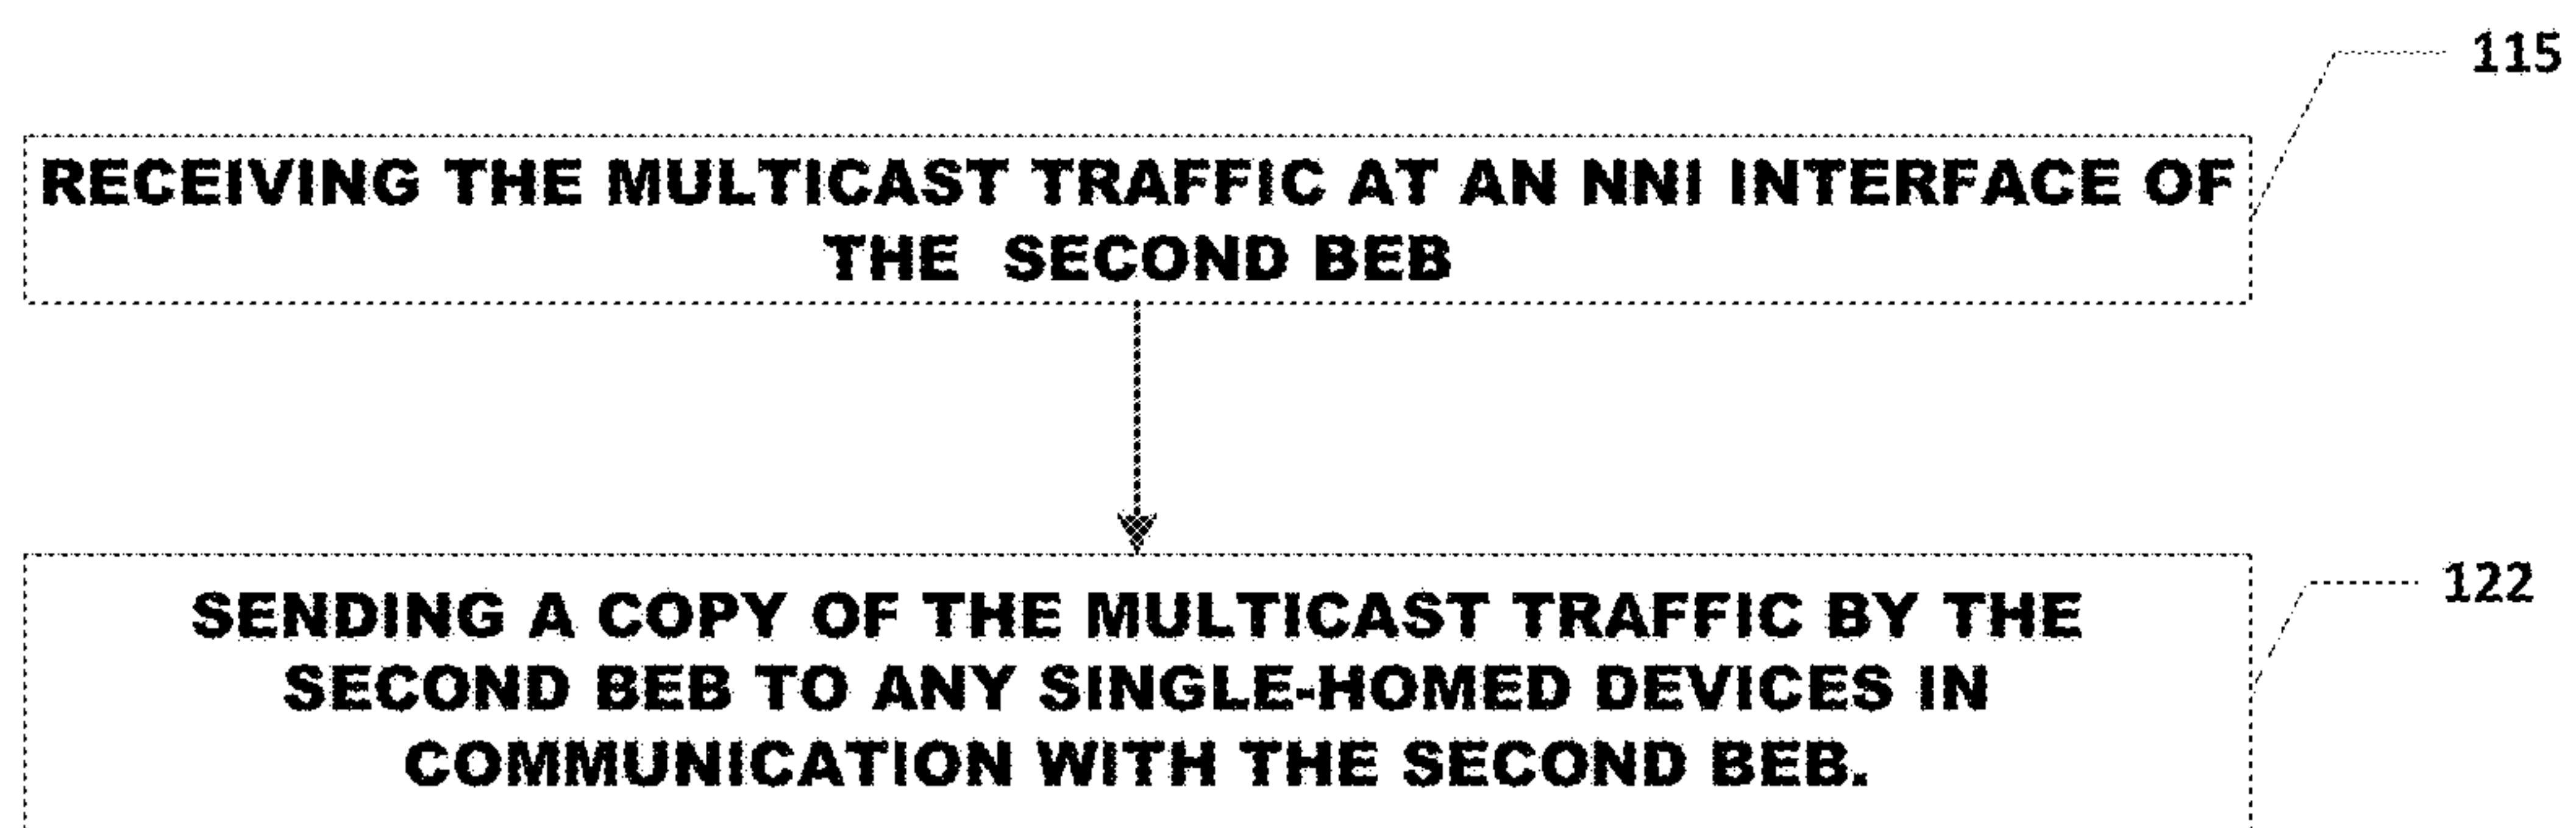 115
RECEIVING THE MULTICAST TRAFFIC AT AN NNI INTERFACE OF
THE SECOND BEB
122
SENDING A COPY OF THE MULTICAST TRAFFIC BY THE
SECOND BEB TO ANY SINGLE-HOMED DEVICES IN
COMMUNICATION WITH THE SECOND BEB.